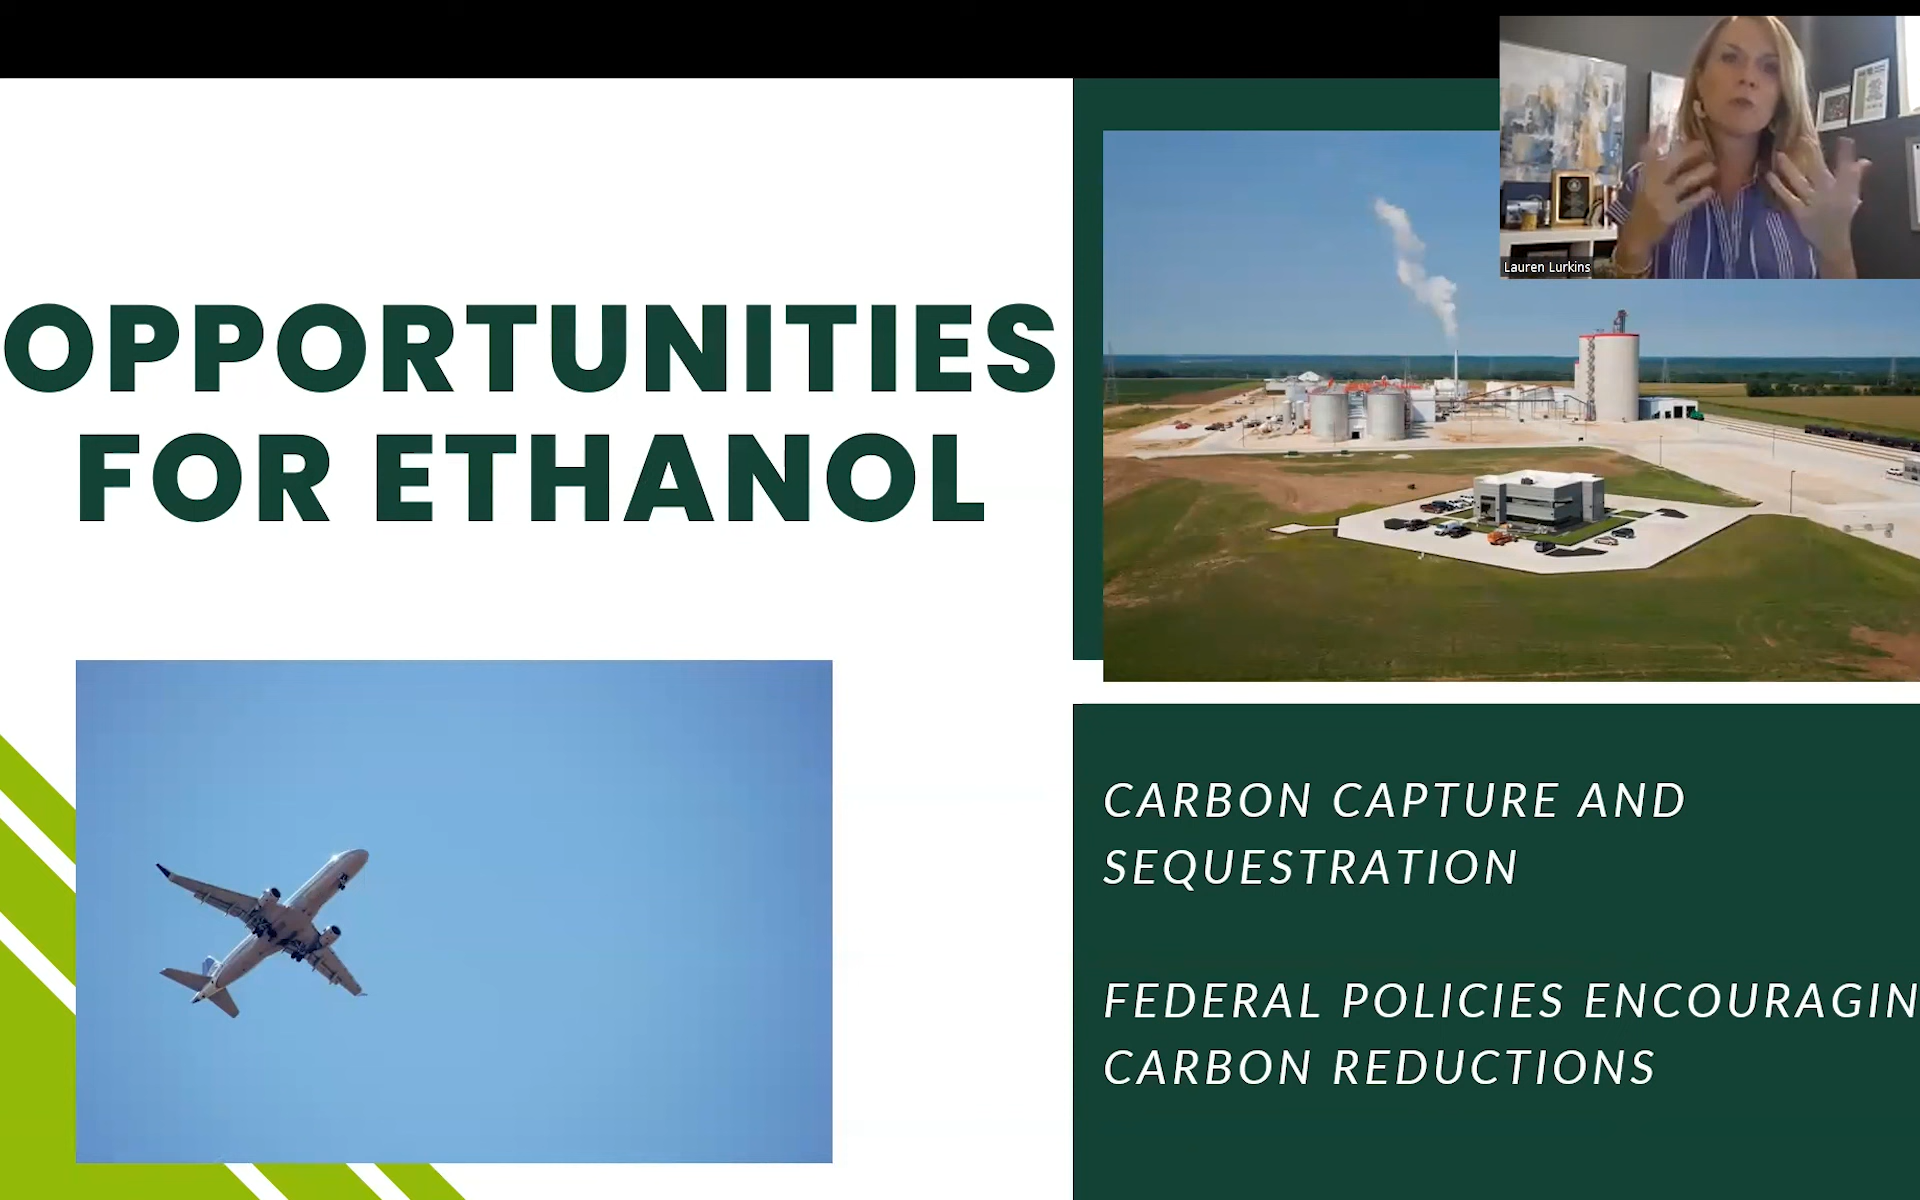 OPPORTUNITIES
FOR ETHANOL
Lauren Lurkins
CARBON CAPTURE AND
SEQUESTRATION
FEDERAL POLICIES ENCOURAGIN
CARBON REDUCTIONS